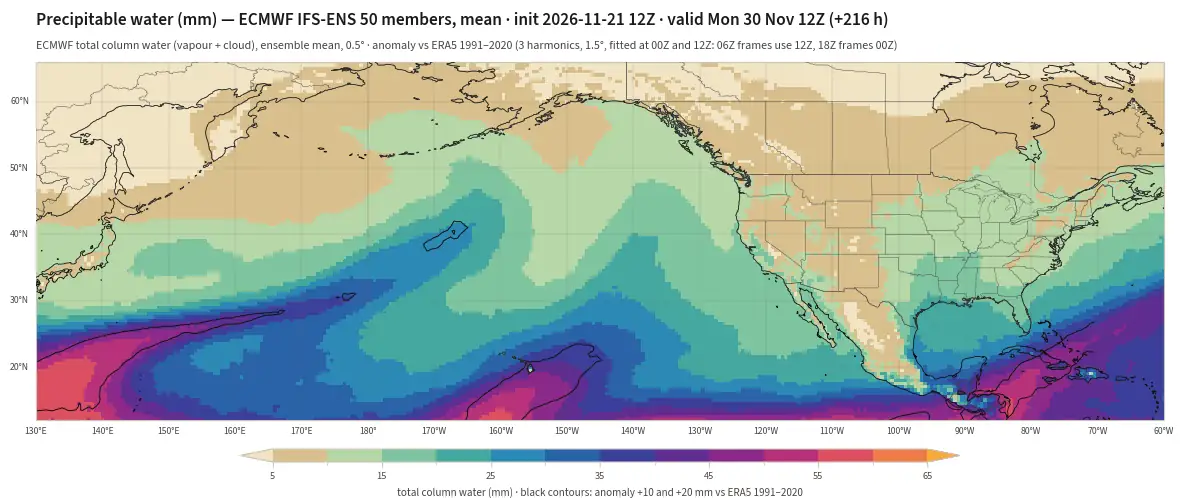 Precipitable water (mm) — ECMWF IFS-ENS 50 members, mean · init 2026-11-21 12Z · valid Mon 30 Nov 12Z (+216 h)
ECMWF total column water (vapour + cloud), ensemble mean, 0.5° · anomaly vs ERA5 1991–2020 (3 harmonics, 1.5°, fitted at 00Z and 12Z: 06Z frames use 12Z, 18Z frames 00Z)
60°N
50°N
40°N
30°N
20°N
130°E 140°E 150°E 160°E 170°E 180° 170°W 160°W 150°W 140°W 130°W 120°W 110°W 100°W 90°W 80°W 70°W 60°W
5 15 25 35 45 55 65
total column water (mm) · black contours: anomaly +10 and +20 mm vs ERA5 1991–2020